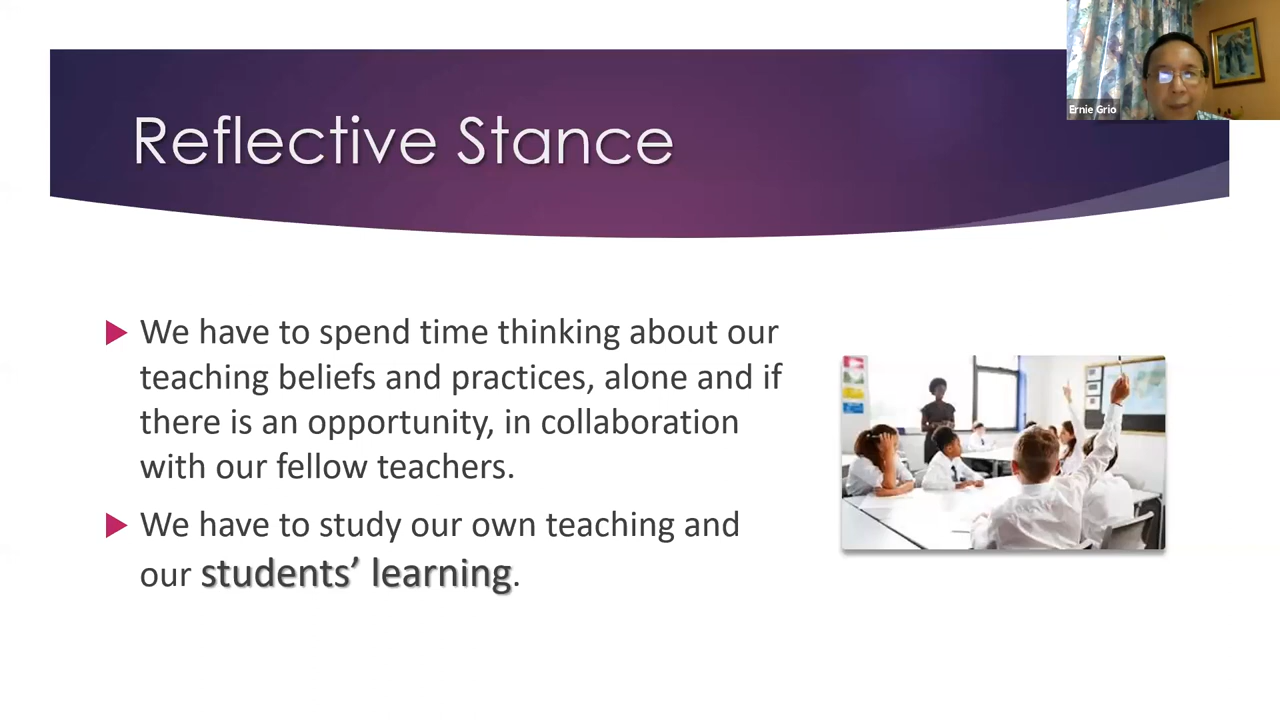 Ernie Grio
Reflective Stance
We have to spend time thinking about our
teaching beliefs and practices, alone and if
there is an opportunity, in collaboration
with our fellow teachers.
We have to study our own teaching and
our students’ learning.